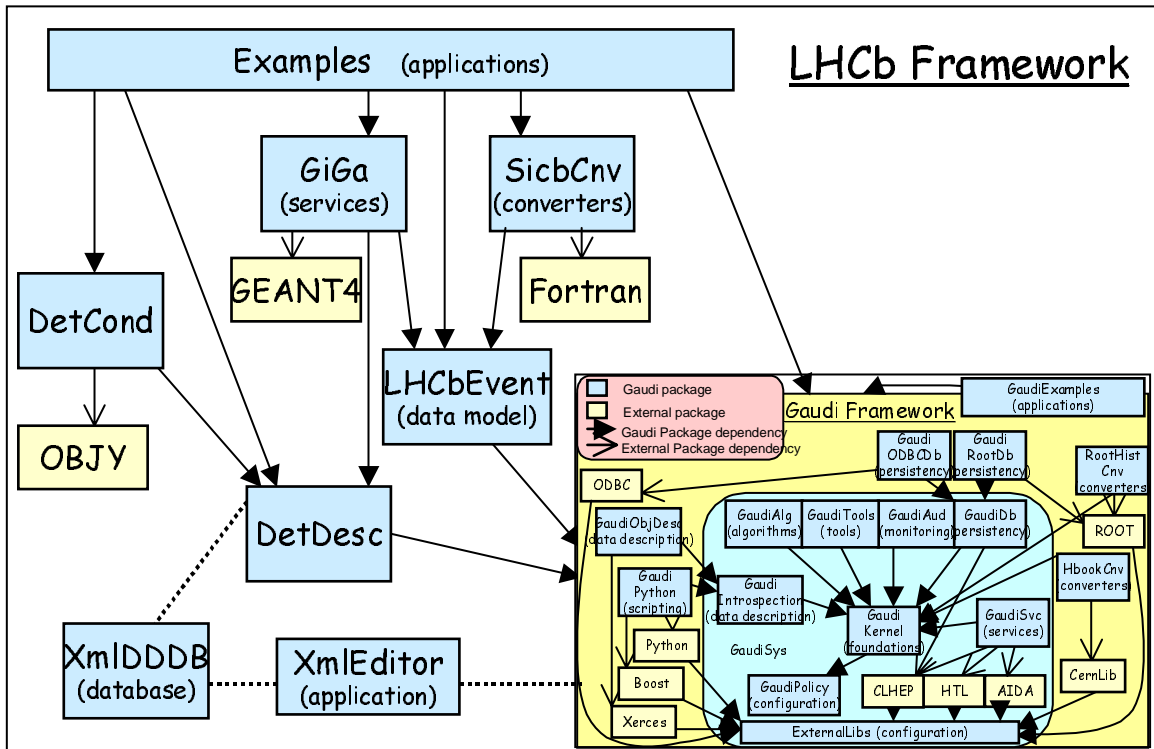 LHCb Framework
Examples (applications)
GiGa
(services)
SicbCnv
(converters)
GEANT4
Fortran
DetCond
LHCbEvent
(data model)
OBJY
DetDesc
XmlDDDB
(database)
XmlEditor
(application)
Gaudi package
External package
Gaudi Package dependency
External Package dependency
Gaudi Framework
GaudiExamples
(applications)
Gaudi
ODBCDb
(persistency)
Gaudi
RootDb
(persistency)
RootHist
Cnv
converters)
ODBC
GaudiObjDesc
(data description)
GaudiAlg
(algorithms)
GaudiTools
(tools)
GaudiAud
(monitoring)
GaudiDb
(persistency)
ROOT
HbookCnv
(converters)
Gaudi
Python
(scripting)
Gaudi
Introspection
(data description)
Gaudi
Kernel
(foundations)
GaudiSvc
(services)
Python
GaudiSys
Boost
GaudiPolicy
(configuration)
CLHEP
HTL
AIDA
CernLib
Xerces
ExternalLibs (configuration)